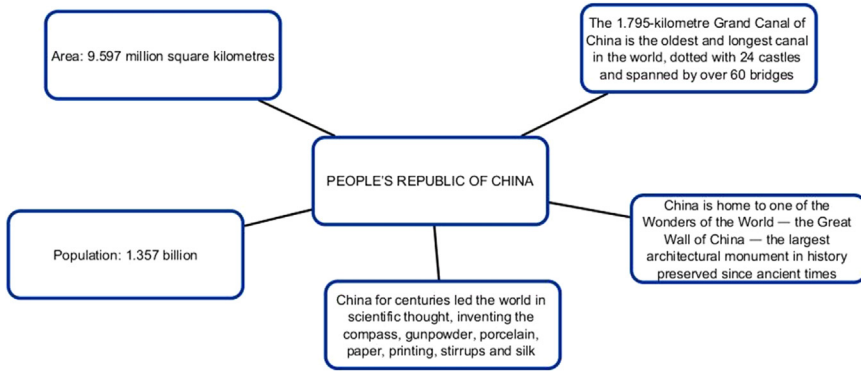 Area: 9.597 million square kilometres
The 1.795-kilometre Grand Canal of
China is the oldest and longest canal
in the world, dotted with 24 castles
and spanned by over 60 bridges
PEOPLE'S REPUBLIC OF CHINA
Population: 1.357 billion
China is home to one of the
Wonders of the World — the Great
Wall of China — the largest
architectural monument in history
preserved since ancient times
China for centuries led the world in
scientific thought, inventing the
compass, gunpowder, porcelain,
paper, printing, stirrups and silk